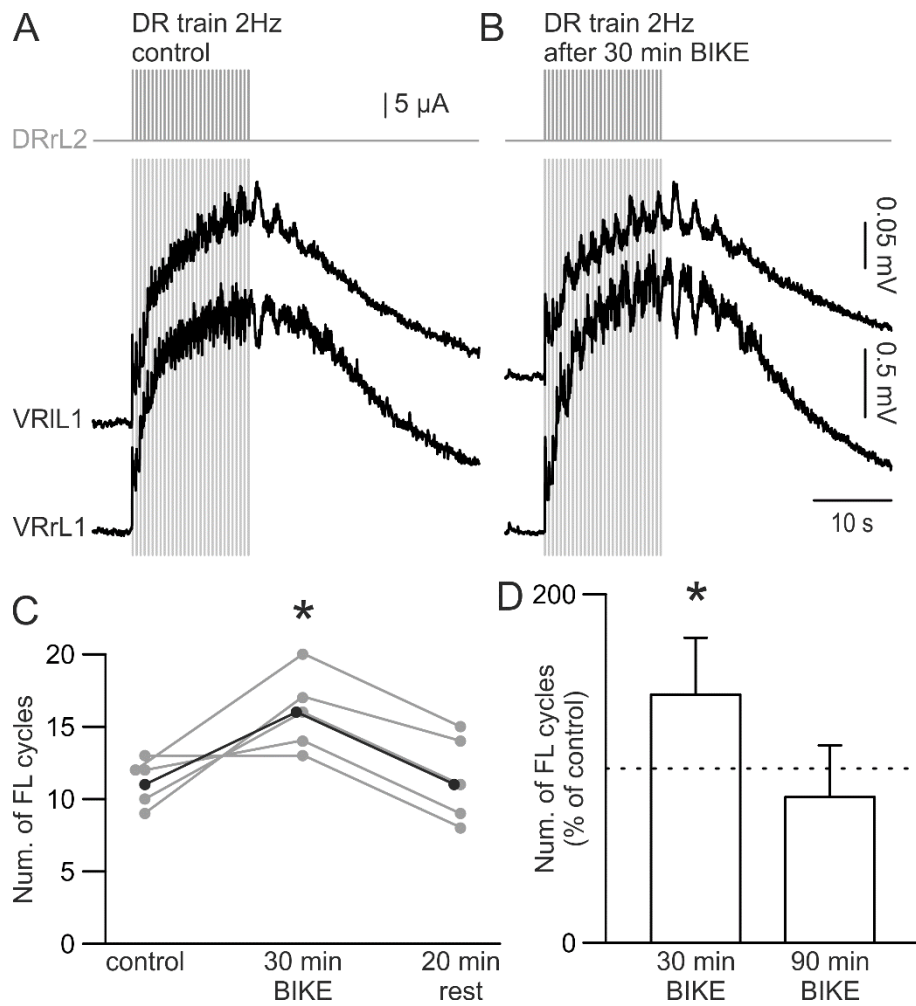 A
DR train 2Hz
control
B
DR train 2Hz
after 30 min BIKE
5 µA
DRrL2
0.05 mV
0.5 mV
VRlL1
VRrL1
10 s
C
*
Num. of FL cycles
20
15
10
5
0
control
30 min
BIKE
20 min
rest
D
*
Num. of FL cycles
(% of control)
200
0
30 min
BIKE
90 min
BIKE